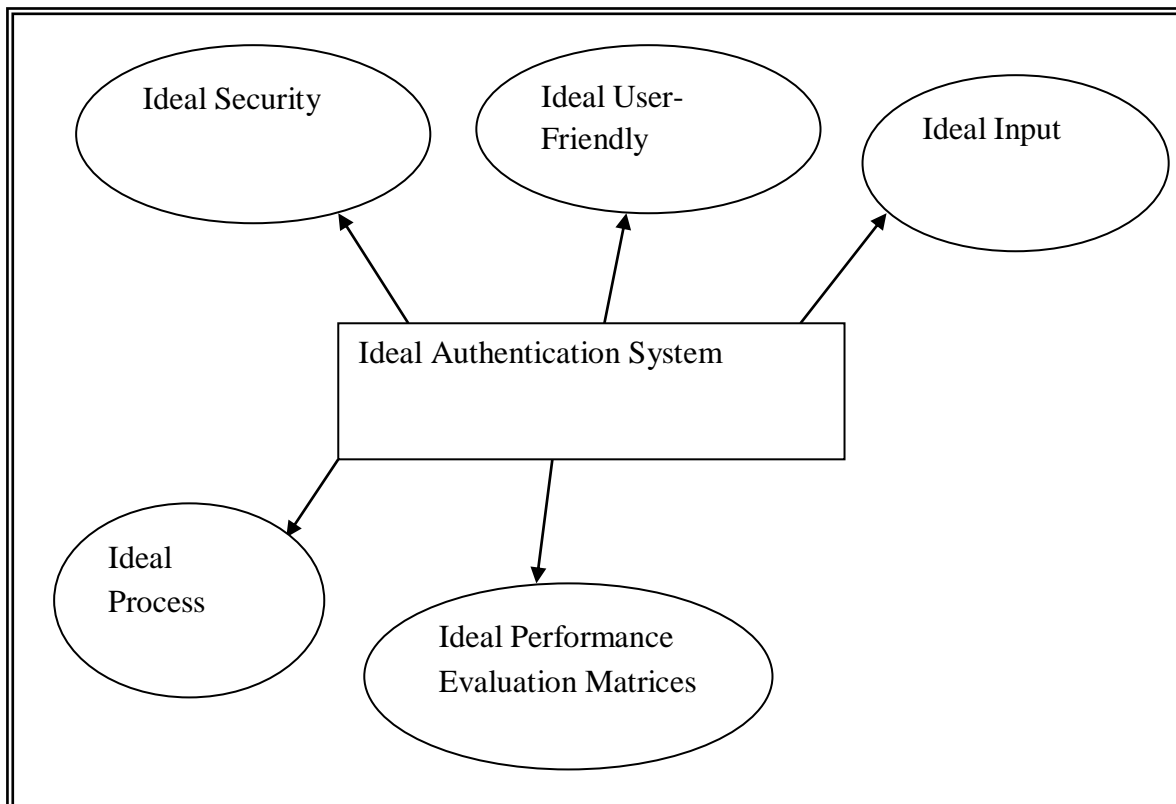 Ideal Security
Ideal User-
Friendly
Ideal Input
Ideal Authentication System
Ideal
Process
Ideal Performance
Evaluation Matrices